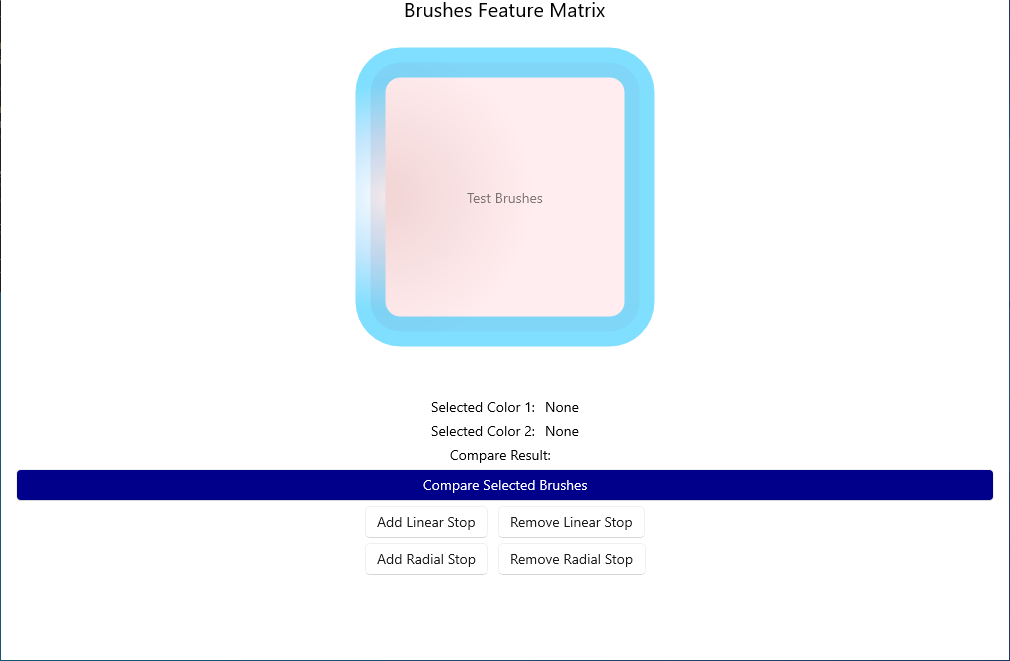 Brushes Feature Matrix
Test Brushes
Selected Color 1: None
Selected Color 2: None
Compare Result:
Compare Selected Brushes
Add Linear Stop Remove Linear Stop
Add Radial Stop Remove Radial Stop